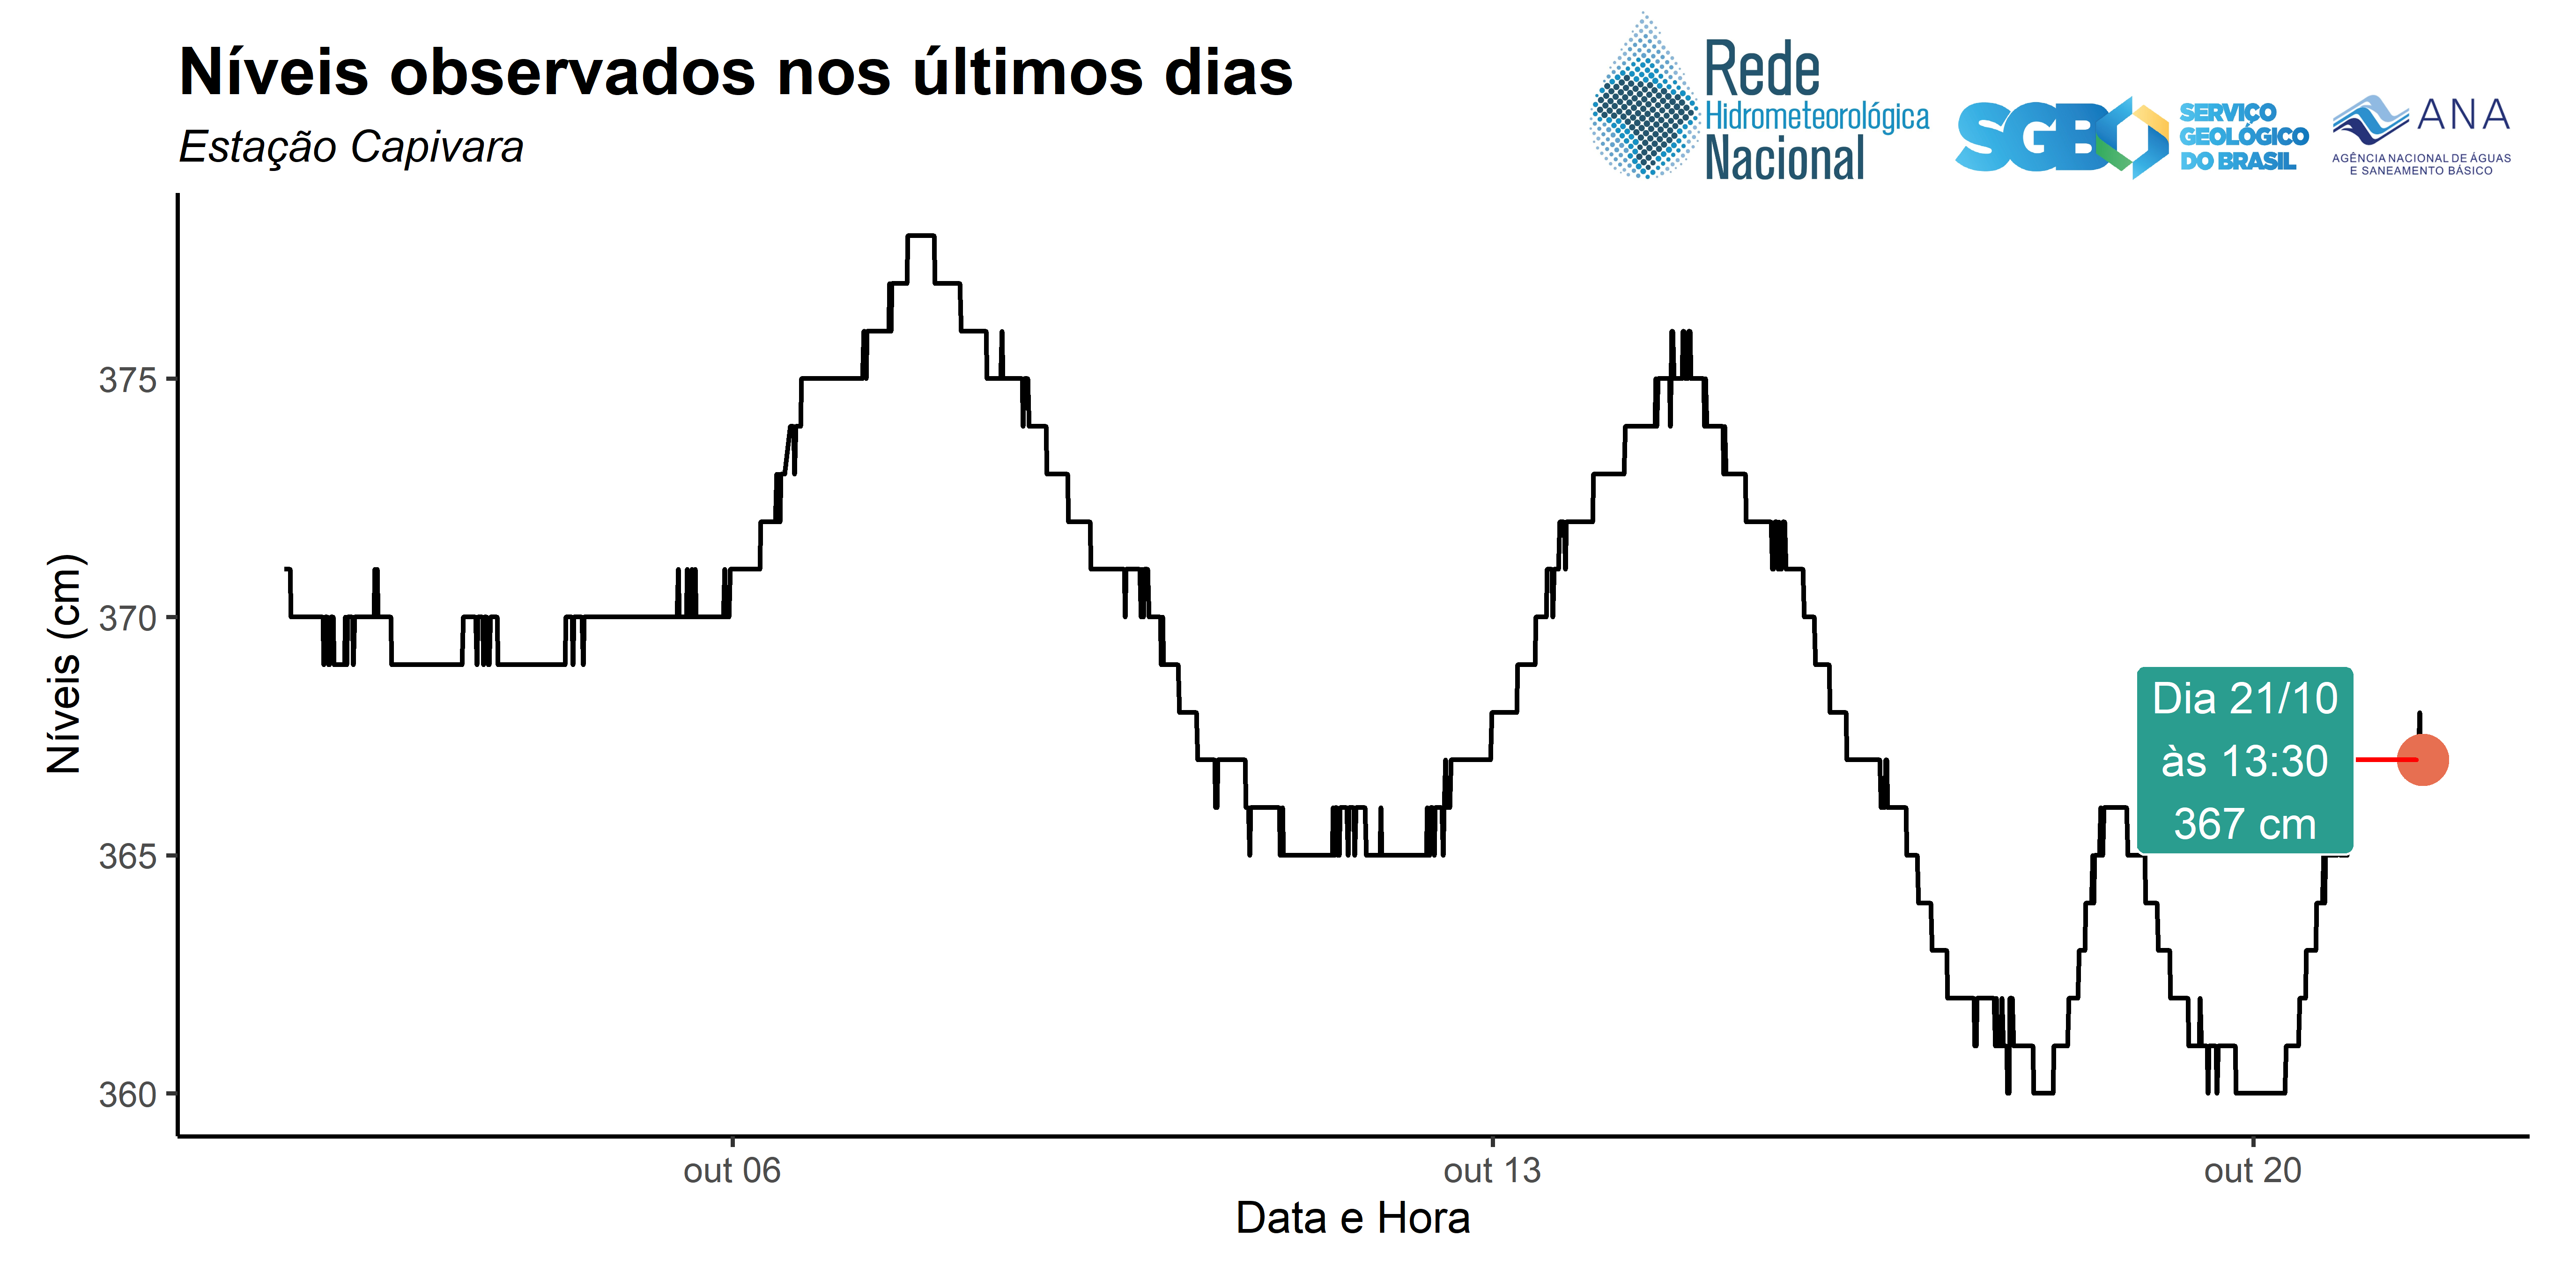 Níveis observados nos últimos dias
Estação Capivara
Rede
Hidrometeorológica
Nacional
SGB
SERVIÇO
GEOLÓGICO
DO BRASIL
ANA
AGÊNCIA NACIONAL DE ÁGUAS
E SANEAMENTO BÁSICO
Níveis (cm)
375
370
365
360
Dia 21/10
às 13:30
367 cm
out 06
out 13
out 20
Data e Hora